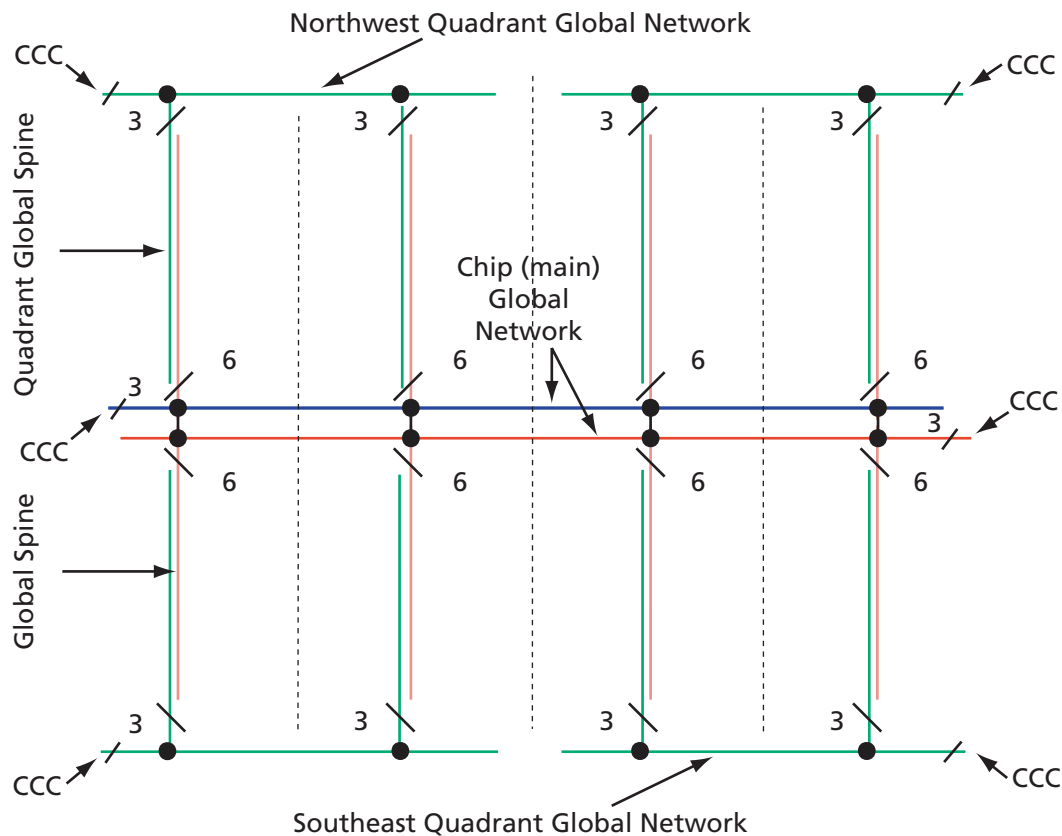 Northwest Quadrant Global Network
CCC
CCC
3
3
3
3
Quadrant Global Spine
Chip (main)
Global
Network
6
6
6
6
3
CCC
3
CCC
6
6
6
6
Global Spine
3
3
3
3
CCC
CCC
Southeast Quadrant Global Network